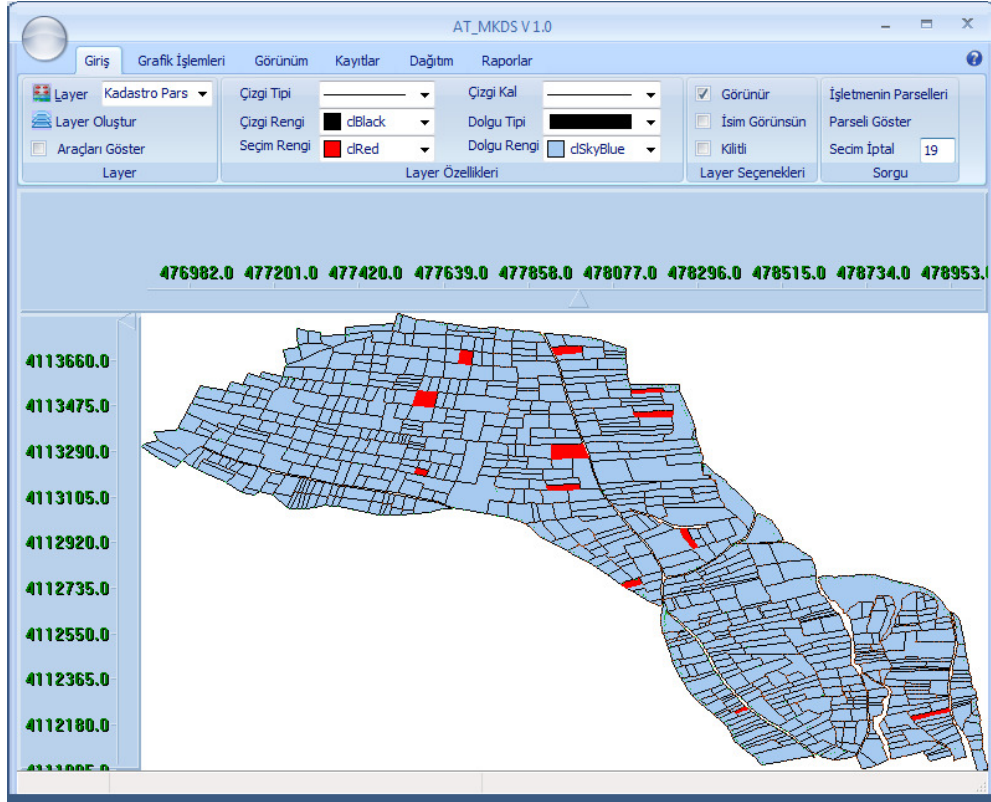 AT_MKDS V 1.0
Giriş Grafik İşlemleri Görünüm Kayıtlar Dağıtım Raporlar
Layer Kadastro Pars
Layer Oluştur
Araçları Göster
Layer
Çizgi Tipi
Çizgi Rengi clBlack
Seçim Rengi clRed
Çizgi Kal
Dolgu Tipi
Dolgu Rengi clSkyBlue
Layer Özellikleri
Görünür
İsim Görünsün
Kilitli
Layer Seçenekleri
İşletmenin Parselleri
Parseli Göster
Secim İptal 19
Sorgu
476982.0 477201.0 477420.0 477639.0 477858.0 478077.0 478296.0 478515.0 478734.0 478953.
4113660.0
4113475.0
4113290.0
4113105.0
4112920.0
4112735.0
4112550.0
4112365.0
4112180.0